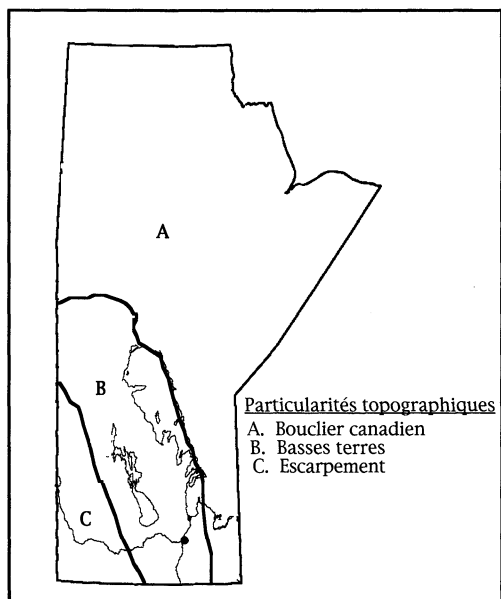 A
B
C
Particularités topographiques
A. Bouclier canadien
B. Basses terres
C. Escarpement